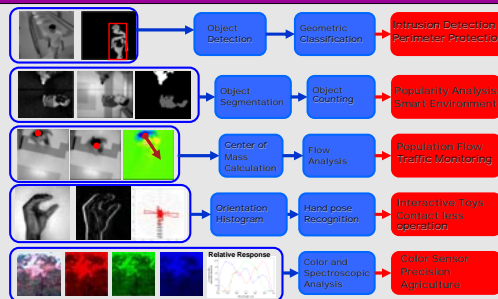 Object
Detection
Geometric
Classification
Intrusion Detection
Perimeter Protectio
Object
Segmentation
Object
Counting
Popularity Analysis
Smart Environment
Center of
Mass
Calculation
Flow
Analysis
Population Flow
Traffic Monitoring
Orientation
Histogram
Hand pose
Recognition
Interactive Toys
Contact less
operation
Relative Response
Color and
Spectroscopic
Analysis
Color Sensor
Precision
Agriculture